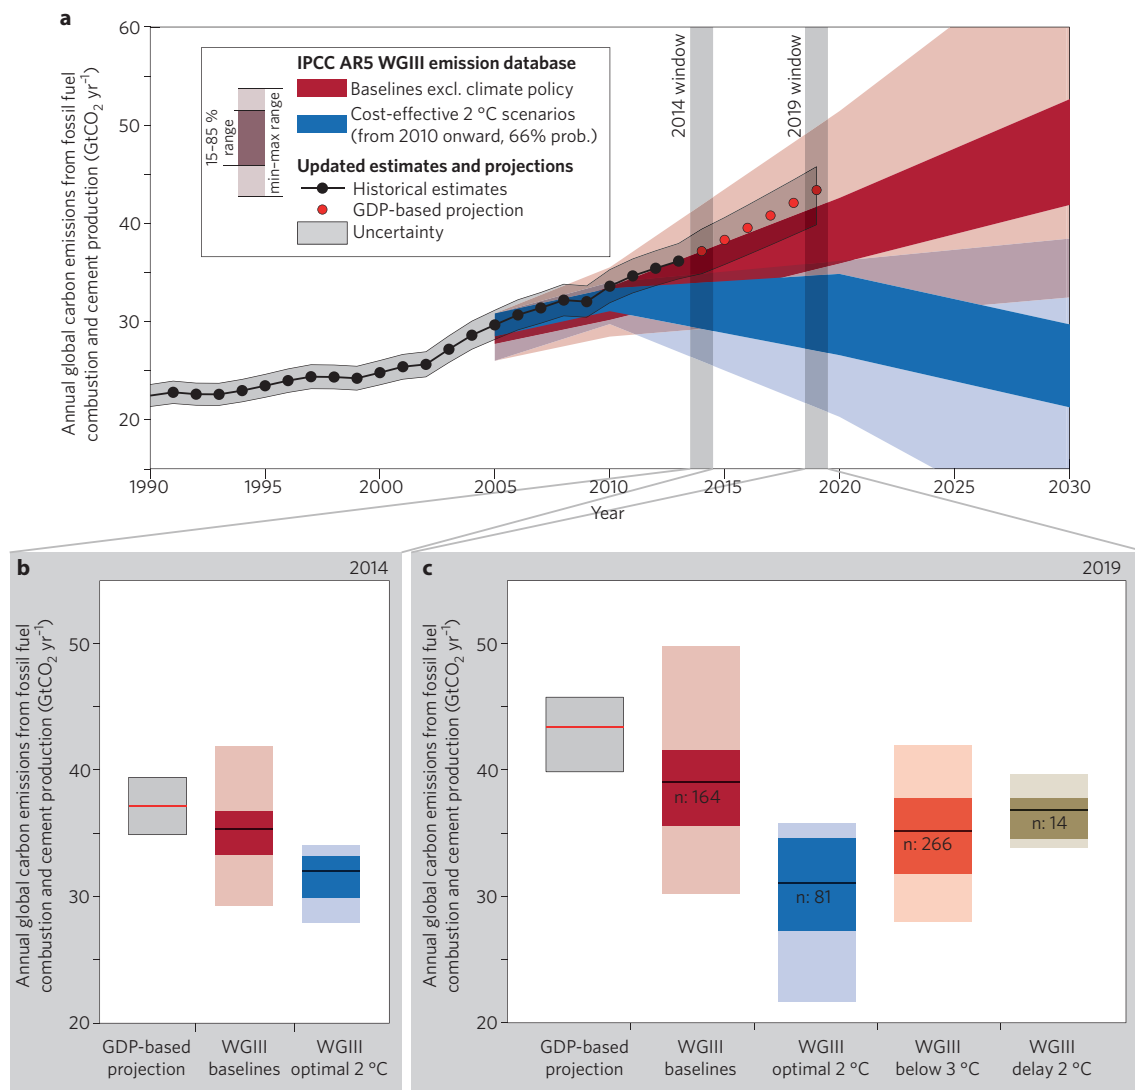 a
Annual global carbon emissions from fossil fuel
combustion and cement production (GtCO2 yr-1)
60
50
40
30
20
IPCC AR5 WGIII emission database
Baselines excl. climate policy
Cost-effective 2 °C scenarios
(from 2010 onward, 66% prob.)
15–85 %
range
min–max range
Updated estimates and projections
Historical estimates
GDP-based projection
Uncertainty
2014 window
2019 window
1990
1995
2000
2005
2010
2015
2020
2025
2030
Year
b
2014
Annual global carbon emissions from fossil fuel
combustion and cement production (GtCO2 yr-1)
50
40
30
20
GDP-based
projection
WGIII
baselines
WGIII
optimal 2 °C
c
2019
Annual global carbon emissions from fossil fuel
combustion and cement production (GtCO2 yr-1)
50
40
30
20
n: 164
n: 81
n: 266
n: 14
GDP-based
projection
WGIII
baselines
WGIII
optimal 2 °C
WGIII
below 3 °C
WGIII
delay 2 °C